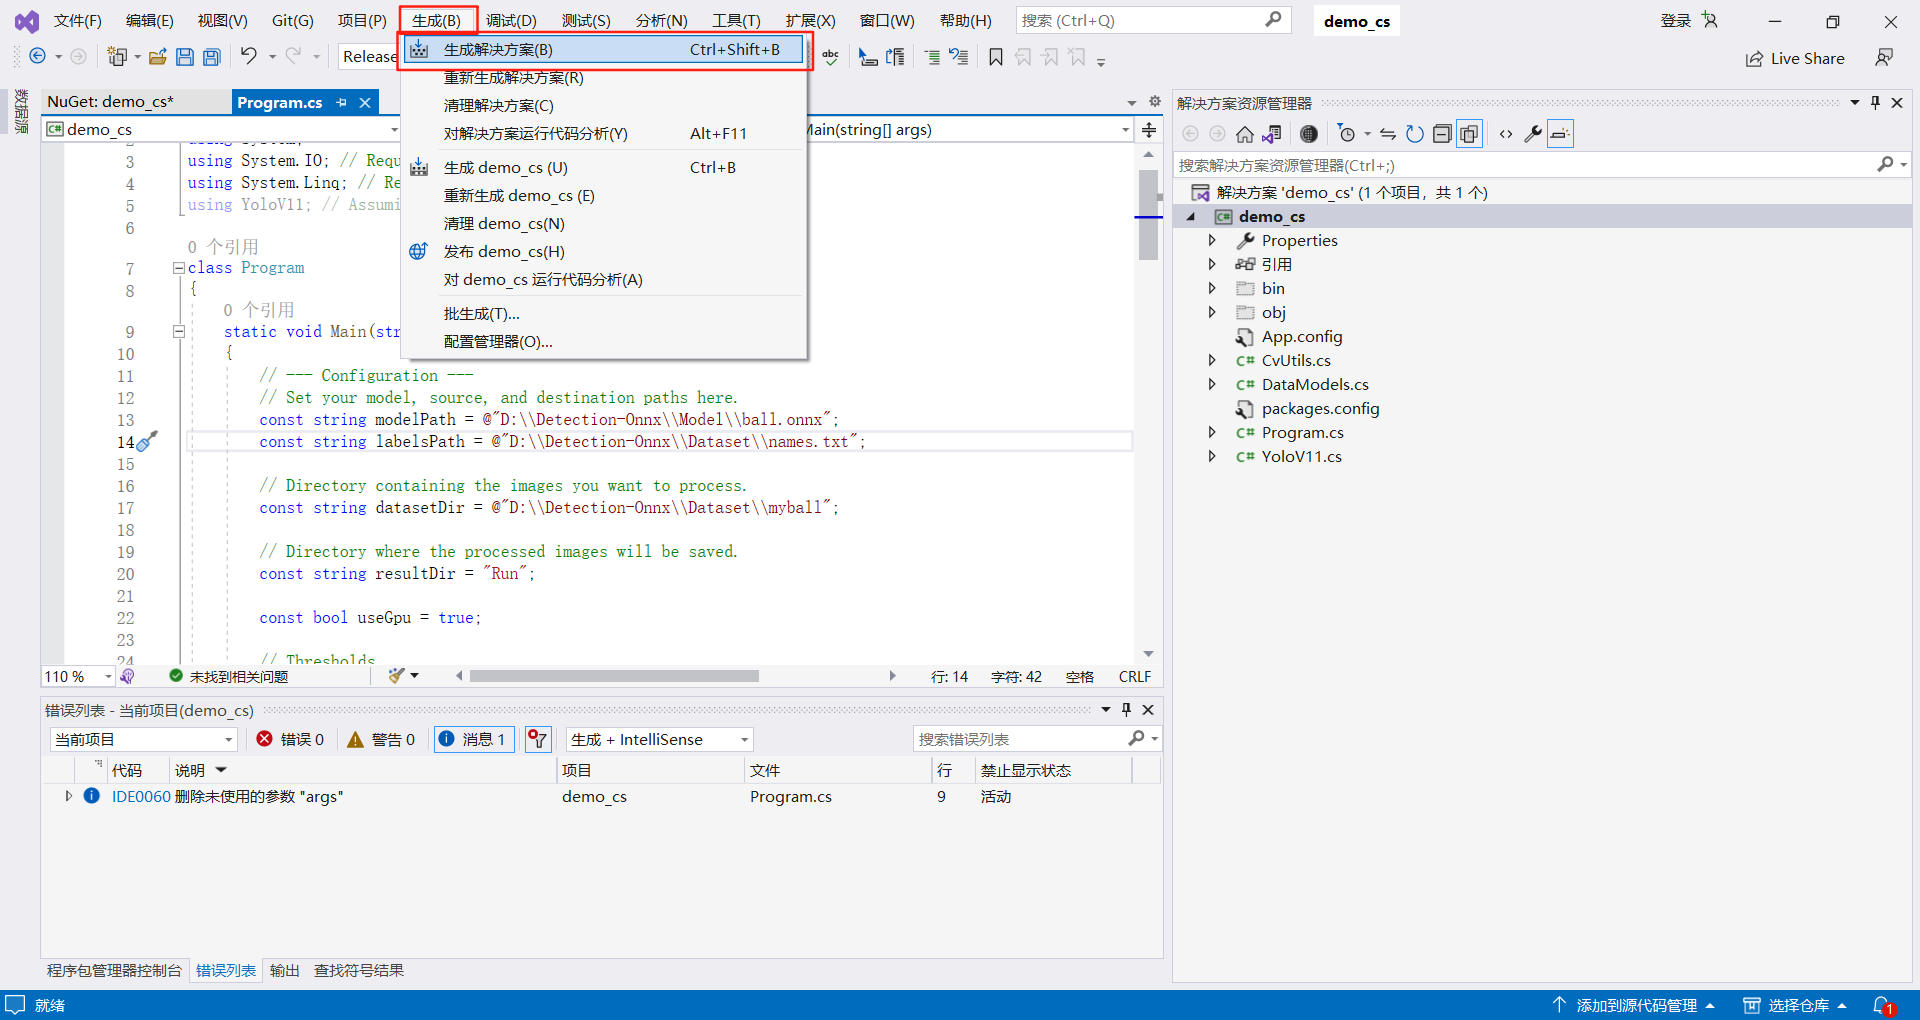 文件(F) 编辑(E) 视图(V) Git(G) 项目(P) 生成(B) 调试(D) 测试(S) 分析(N) 工具(T) 扩展(X) 窗口(W) 帮助(H) 搜索 (Ctrl+Q) demo_cs 登录
Release
Live Share
生成解决方案(B) Ctrl+Shift+B
重新生成解决方案(R)
清理解决方案(C)
对解决方案运行代码分析(Y) Alt+F11
生成 demo_cs (U) Ctrl+B
重新生成 demo_cs (E)
清理 demo_cs(N)
发布 demo_cs(H)
对 demo_cs 运行代码分析(A)
批生成(T)...
配置管理器(O)...
数据源
NuGet: demo_cs* Program.cs
demo_cs Main(string[] args)
3 using System.IO; // Requ
4 using System.Linq; // Re
5 using YoloV11; // Assumi
6
0 个引用
7 class Program
8 {
0 个引用
9 static void Main(str
10 {
11 // --- Configuration ---
12 // Set your model, source, and destination paths here.
13 const string modelPath = @"D:\\Detection-Onnx\\Model\\ball.onnx";
14 const string labelsPath = @"D:\\Detection-Onnx\\Dataset\\names.txt";
15
16 // Directory containing the images you want to process.
17 const string datasetDir = @"D:\\Detection-Onnx\\Dataset\\myball";
18
19 // Directory where the processed images will be saved.
20 const string resultDir = "Run";
21
22 const bool useGpu = true;
23
24 // Thresholds
110 % 未找到相关问题 行: 14 字符: 42 空格 CRLF
错误列表 - 当前项目(demo_cs)
当前项目 错误 0 警告 0 消息 1 生成 + IntelliSense 搜索错误列表
代码 说明 项目 文件 行 禁止显示状态
IDE0060 删除未使用的参数 "args" demo_cs Program.cs 9 活动
程序包管理器控制台 错误列表 输出 查找符号结果
解决方案资源管理器
搜索解决方案资源管理器(Ctrl+;)
解决方案 'demo_cs' (1 个项目，共 1 个)
C# demo_cs
Properties
引用
bin
obj
App.config
C# CvUtils.cs
C# DataModels.cs
packages.config
C# Program.cs
C# YoloV11.cs
就绪 添加到源代码管理 选择仓库 1